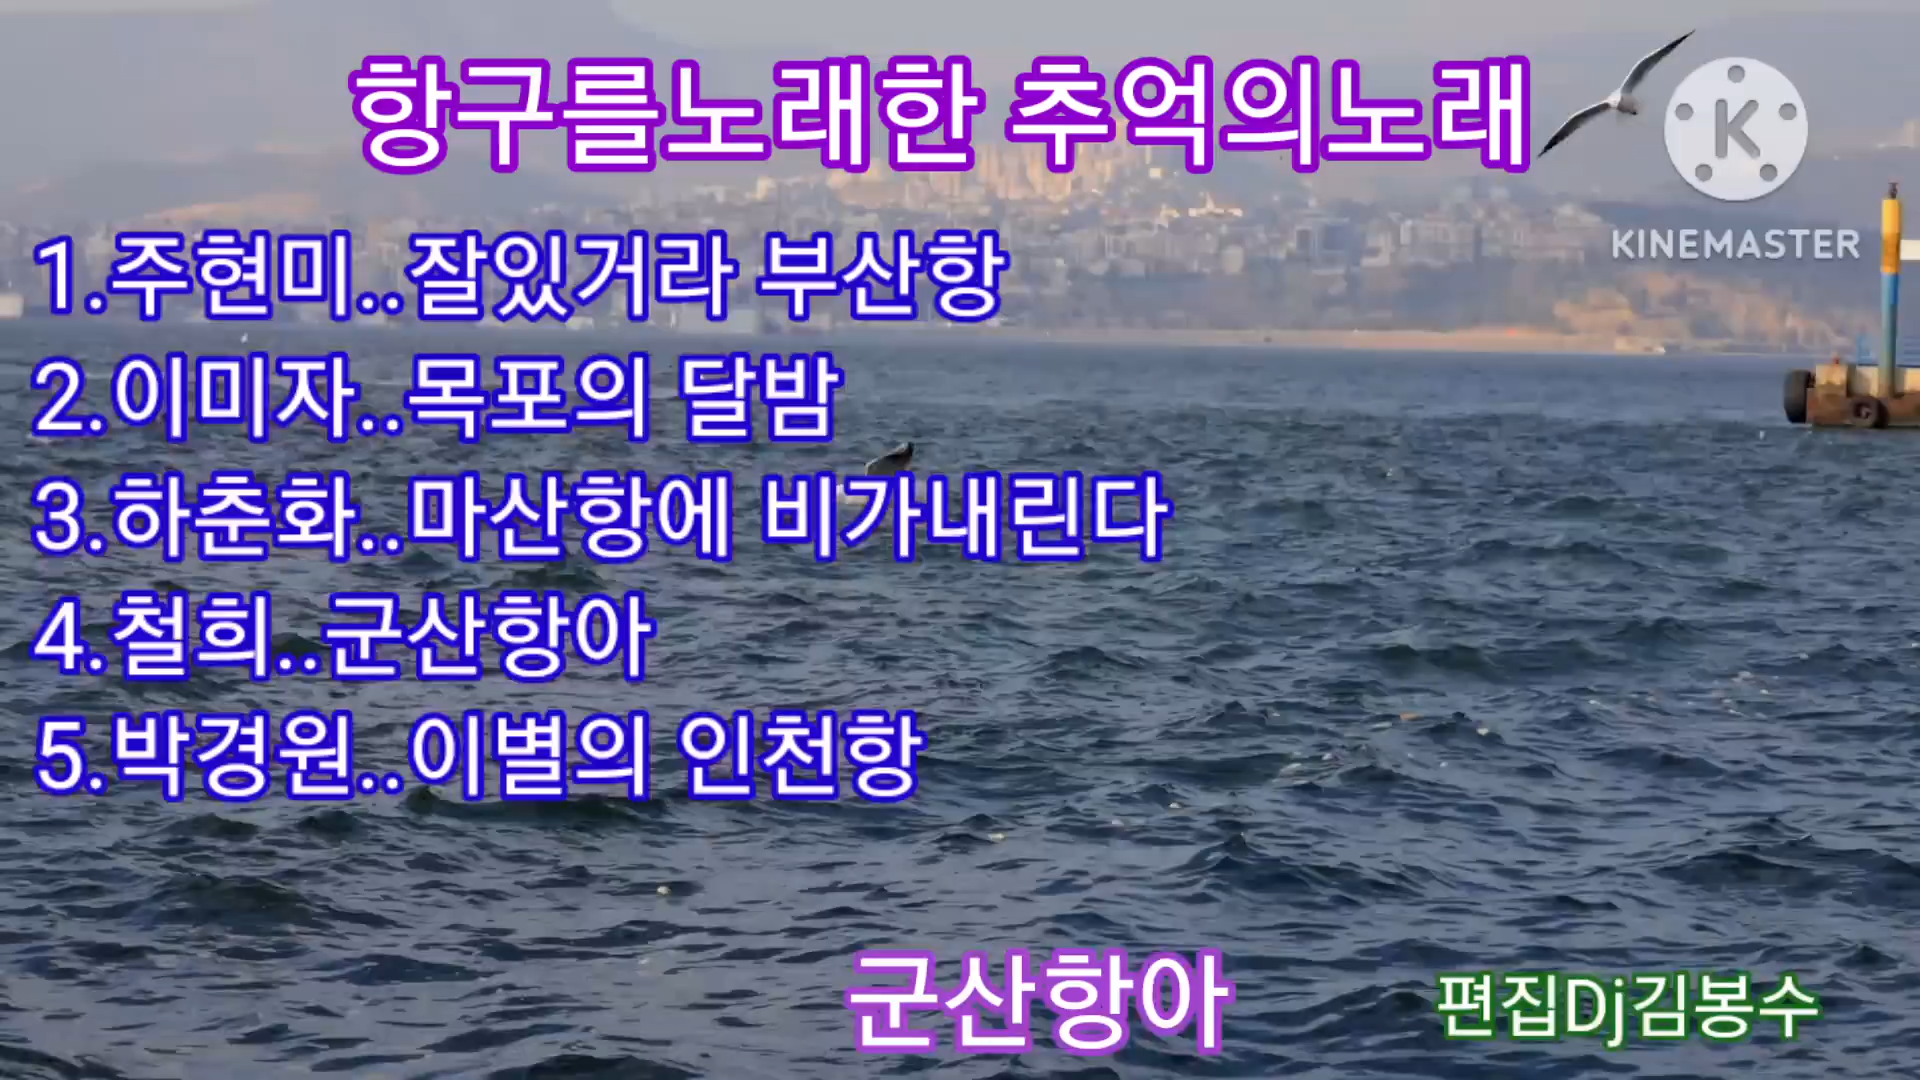 항구를노래한 추억의노래
K
KINEMASTER
1.주현미..잘있거라 부산항
2.이미자..목포의 달밤
3.하춘화..마산항에 비가내린다
4.철희..군산항아
5.박경원..이별의 인천항
군산항아
편집Dj김봉수